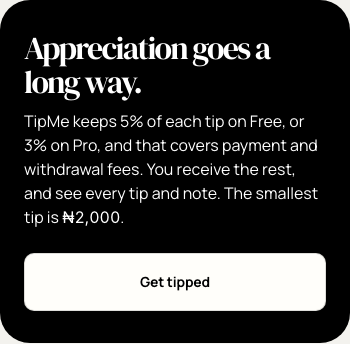 Appreciation goes a
long way.
TipMe keeps 5% of each tip on Free, or
3% on Pro, and that covers payment and
withdrawal fees. You receive the rest,
and see every tip and note. The smallest
tip is ₦2,000.
Get tipped